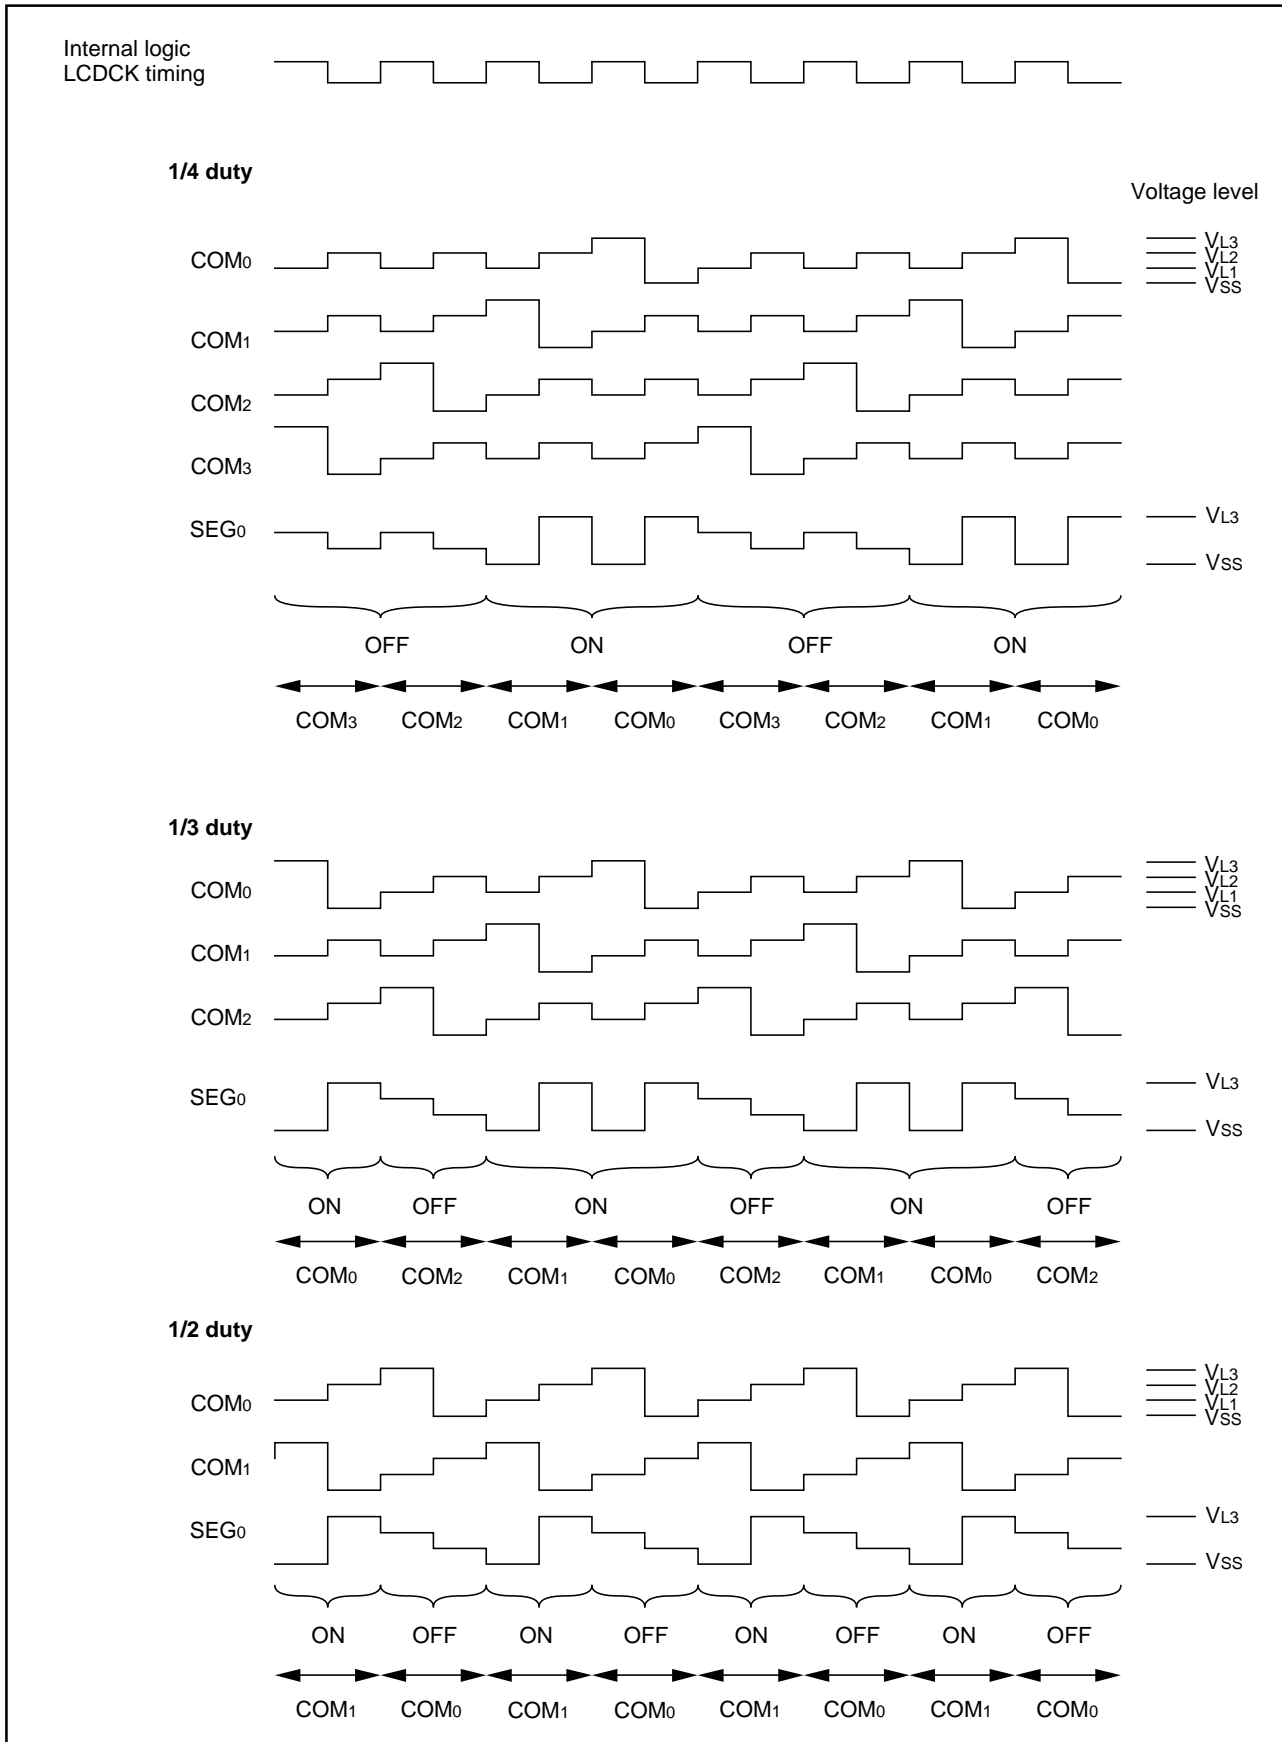 Internal logic
LCDCK timing
1/4 duty
Voltage level
COM0
VL3
VL2
VL1
VSS
COM1
COM2
COM3
SEG0
VL3
VSS
OFF ON OFF ON
COM3 COM2 COM1 COM0 COM3 COM2 COM1 COM0
1/3 duty
COM0
VL3
VL2
VL1
VSS
COM1
COM2
SEG0
VL3
VSS
ON OFF ON OFF ON OFF
COM0 COM2 COM1 COM0 COM2 COM1 COM0 COM2
1/2 duty
COM0
VL3
VL2
VL1
VSS
COM1
SEG0
VL3
VSS
ON OFF ON OFF ON OFF ON OFF
COM1 COM0 COM1 COM0 COM1 COM0 COM1 COM0